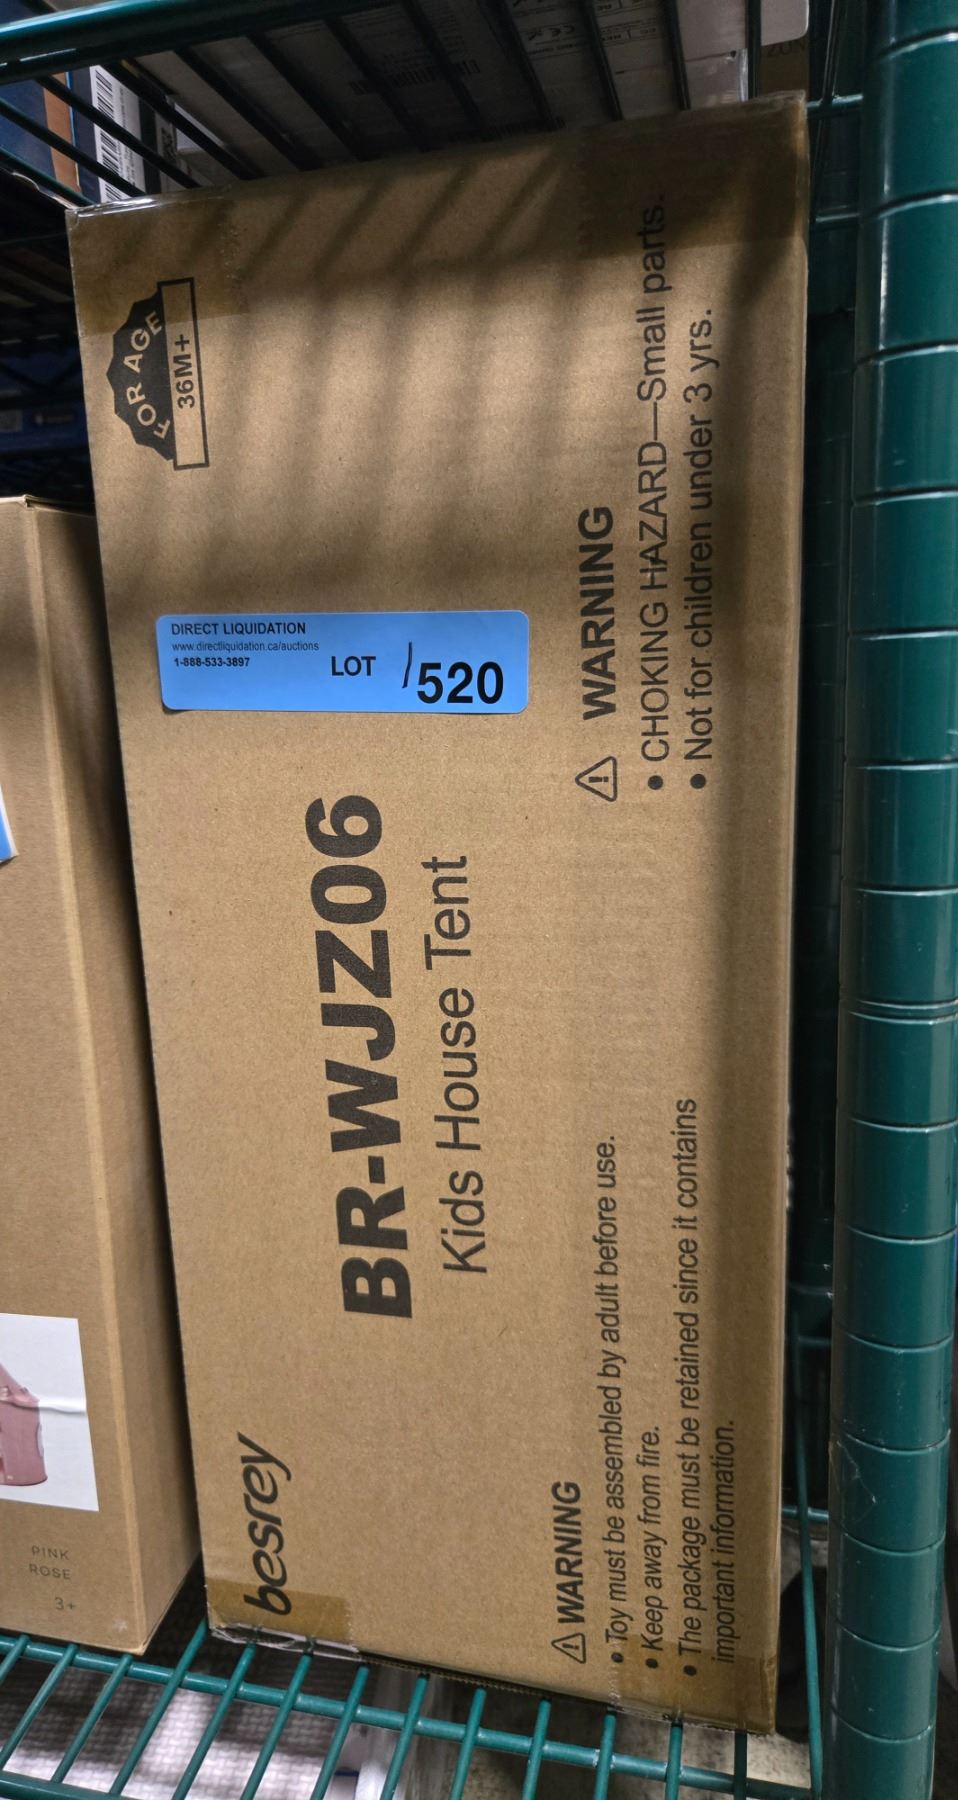 FOR AGE
36M+
DIRECT LIQUIDATION
www.directliquidation.ca/auctions
1-888-533-3897
LOT /520
besrey
BR-WJZ06
Kids House Tent
⚠ WARNING
• Toy must be assembled by adult before use.
• Keep away from fire.
• The package must be retained since it contains
important information.
⚠ WARNING
• CHOKING HAZARD—Small parts.
• Not for children under 3 yrs.
PINK
ROSE
3+